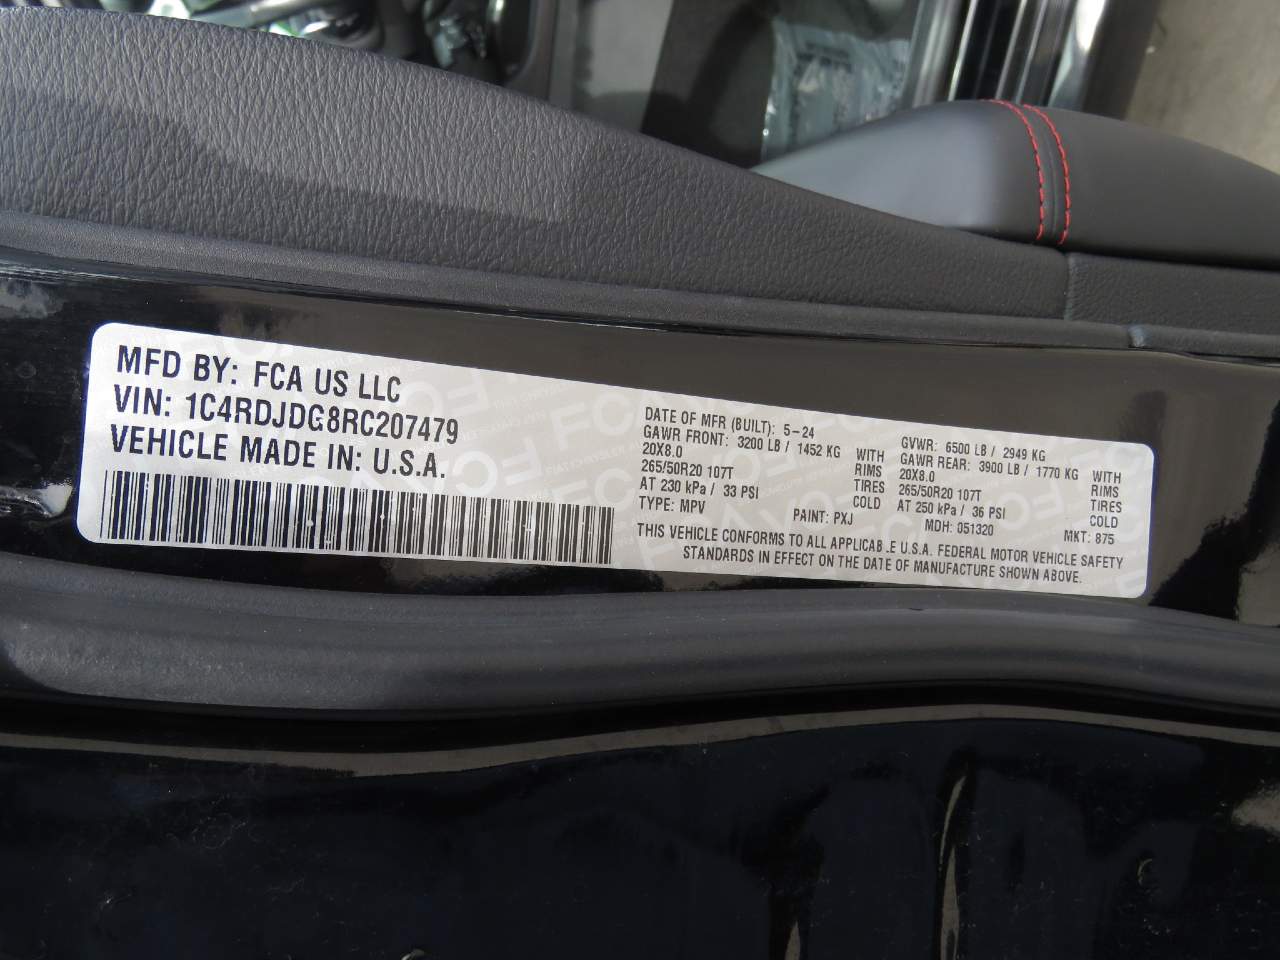 MFD BY: FCA US LLC
VIN: 1C4RDJDG8RC207479
VEHICLE MADE IN: U.S.A.
DATE OF MFR (BUILT): 5-24
GAWR FRONT: 3200 LB / 1452 KG WITH
20X8.0 RIMS
265/50R20 107T TIRES
AT 230 kPa / 33 PSI COLD
TYPE: MPV PAINT: PXJ
GVWR: 6500 LB / 2949 KG
GAWR REAR: 3900 LB / 1770 KG WITH
20X8.0 RIMS
265/50R20 107T TIRES
AT 250 kPa / 36 PSI COLD
MDH: 051320 MKT: 875
THIS VEHICLE CONFORMS TO ALL APPLICAB.E U.S.A. FEDERAL MOTOR VEHICLE SAFETY
STANDARDS IN EFFECT ON THE DATE OF MANUFACTURE SHOWN ABOVE.